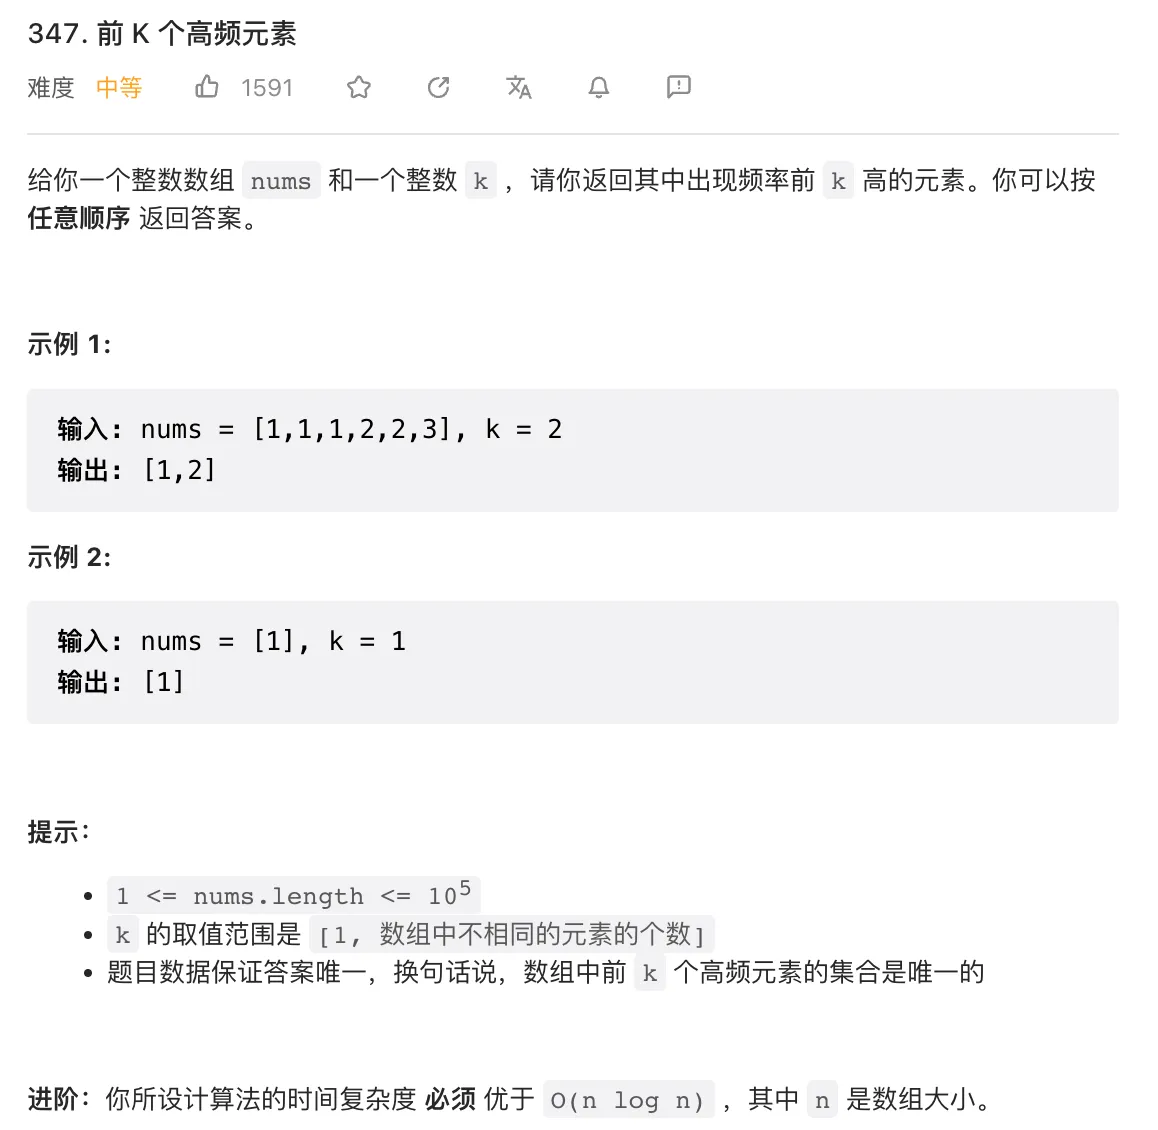 347. 前 K 个高频元素
难度 中等 1591
给你一个整数数组 nums 和一个整数 k ，请你返回其中出现频率前 k 高的元素。你可以按
任意顺序 返回答案。
示例 1:
输入: nums = [1,1,1,2,2,3], k = 2
输出: [1,2]
示例 2:
输入: nums = [1], k = 1
输出: [1]
提示：
1 <= nums.length <= 10⁵
k 的取值范围是 [1, 数组中不相同的元素的个数]
题目数据保证答案唯一，换句话说，数组中前 k 个高频元素的集合是唯一的
进阶：你所设计算法的时间复杂度 必须 优于 O(n log n) ，其中 n 是数组大小。